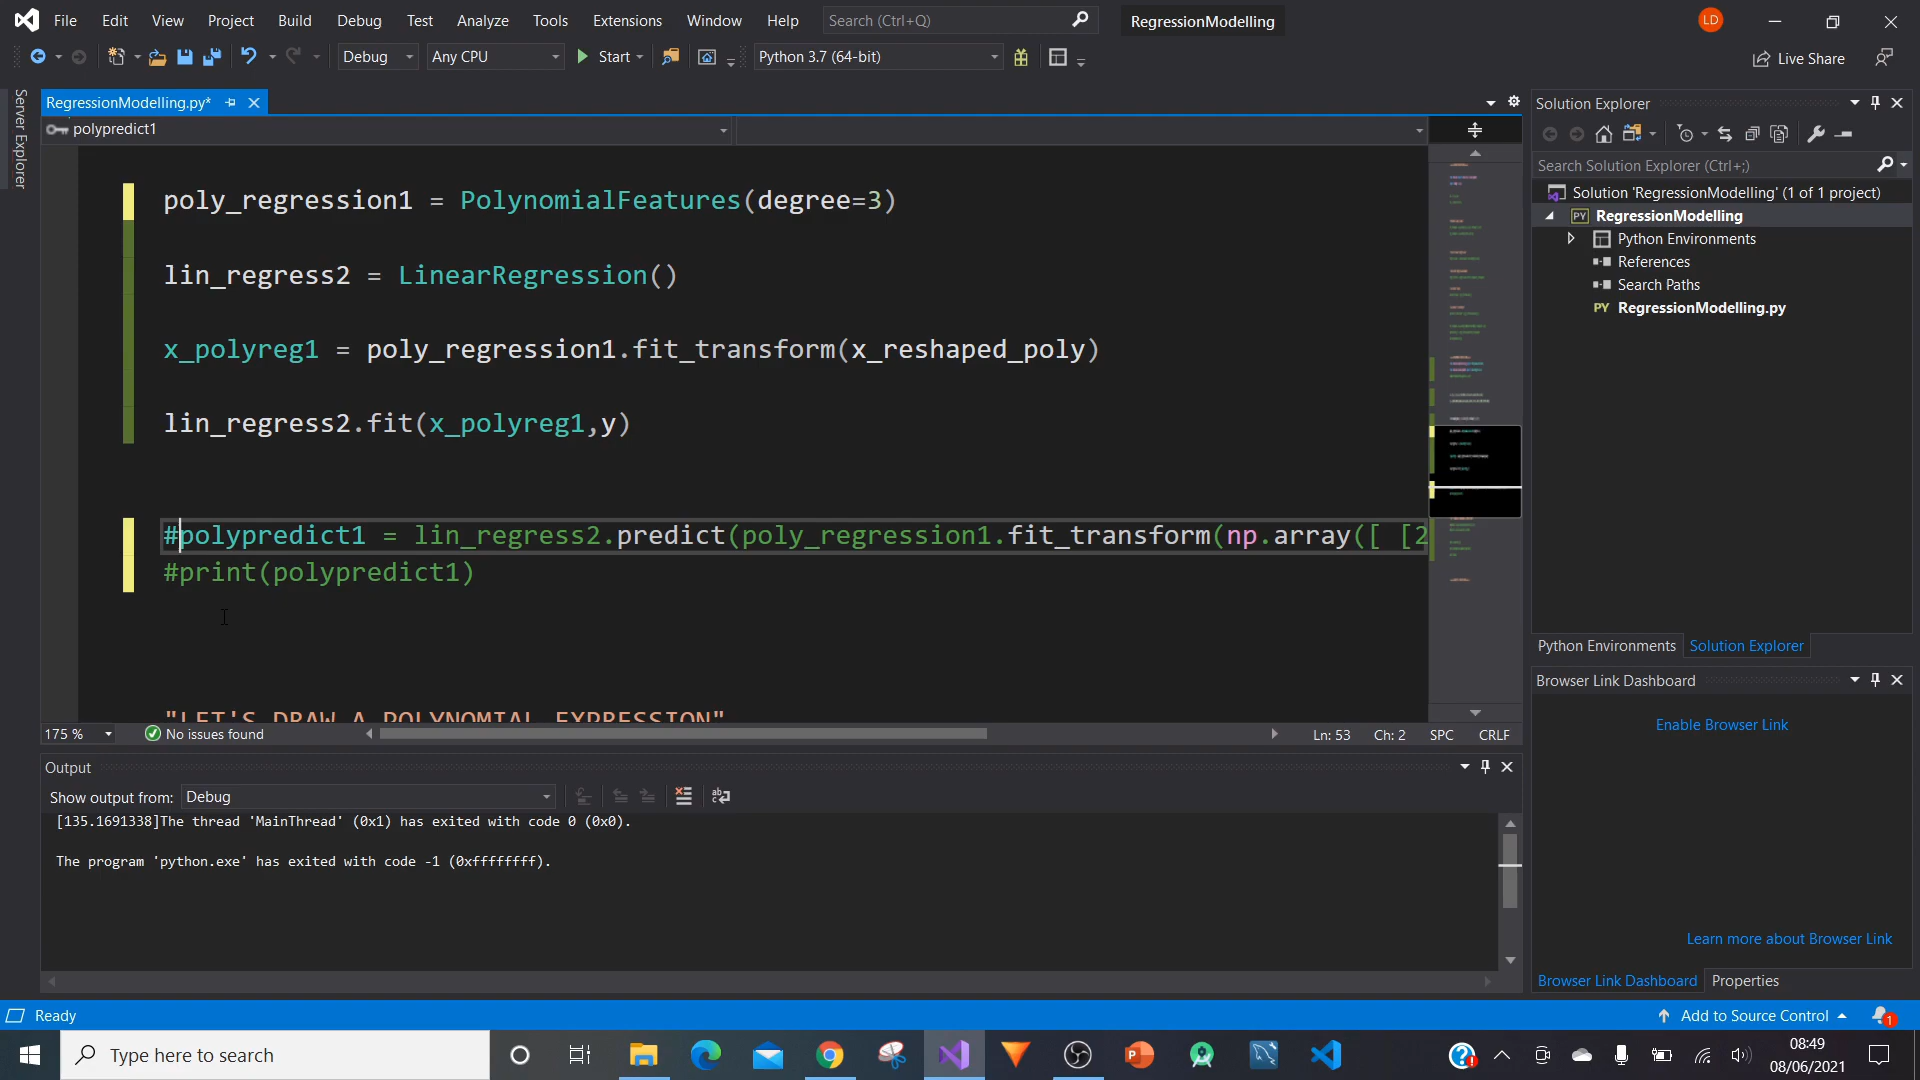 File Edit View Project Build Debug Test Analyze Tools Extensions Window Help Search (Ctrl+Q) RegressionModelling LD
Debug Any CPU Start Python 3.7 (64-bit) Live Share
Server Explorer
RegressionModelling.py*
polypredict1
poly_regression1 = PolynomialFeatures(degree=3)
lin_regress2 = LinearRegression()
x_polyreg1 = poly_regression1.fit_transform(x_reshaped_poly)
lin_regress2.fit(x_polyreg1,y)
#polypredict1 = lin_regress2.predict(poly_regression1.fit_transform(np.array([ [2
#print(polypredict1)
"LET'S DRAW A POLYNOMIAL EXPRESSION"
175 % No issues found Ln: 53 Ch: 2 SPC CRLF
Output
Show output from: Debug
[135.1691338]The thread 'MainThread' (0x1) has exited with code 0 (0x0).
The program 'python.exe' has exited with code -1 (0xffffffff).
Solution Explorer
Search Solution Explorer (Ctrl+;)
Solution 'RegressionModelling' (1 of 1 project)
PY RegressionModelling
Python Environments
References
Search Paths
PY RegressionModelling.py
Python Environments Solution Explorer
Browser Link Dashboard
Enable Browser Link
Learn more about Browser Link
Browser Link Dashboard Properties
Ready Add to Source Control 1
Type here to search
08:49
08/06/2021